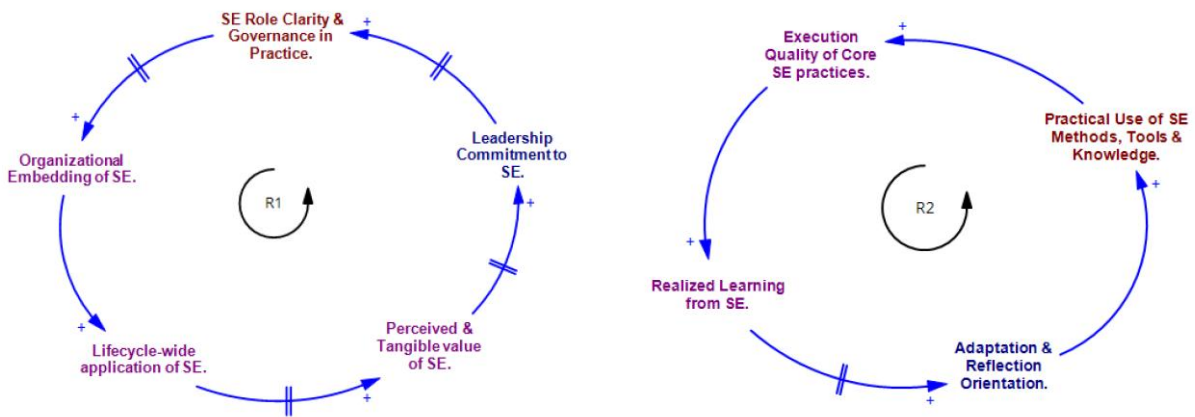 SE Role Clarity &
Governance in
Practice.
+
+
Organizational
Embedding of SE.
Leadership
Commitment to
SE.
R1
+
+
Lifecycle-wide
application of SE.
Perceived &
Tangible value
of SE.
+
Execution
Quality of Core
SE practices.
+
Practical Use of SE
Methods, Tools &
Knowledge.
+
R2
+
Realized Learning
from SE.
Adaptation &
Reflection
Orientation.
+